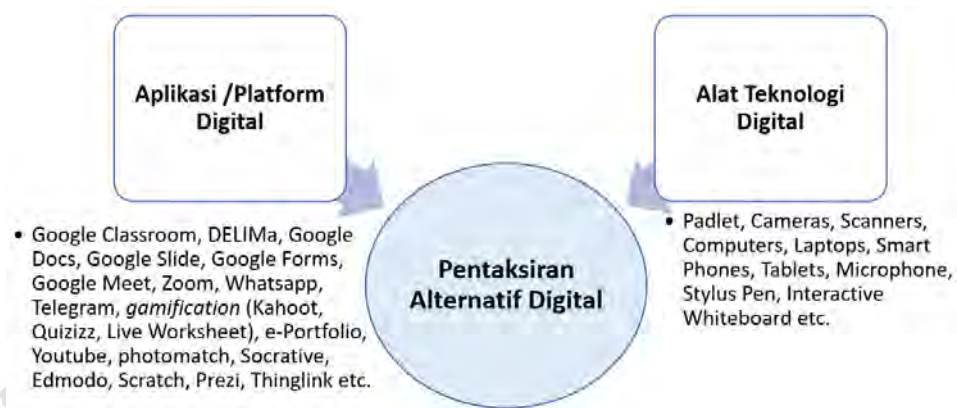 Aplikasi /Platform
Digital
• Google Classroom, DELIMa, Google
Docs, Google Slide, Google Forms,
Google Meet, Zoom, Whatsapp,
Telegram, gamification (Kahoot,
Quizizz, Live Worksheet), e-Portfolio,
Youtube, photomatch, Socrative,
Edmodo, Scratch, Prezi, Thinglink etc.
Pentaksiran
Alternatif Digital
Alat Teknologi
Digital
• Padlet, Cameras, Scanners,
Computers, Laptops, Smart
Phones, Tablets, Microphone,
Stylus Pen, Interactive
Whiteboard etc.